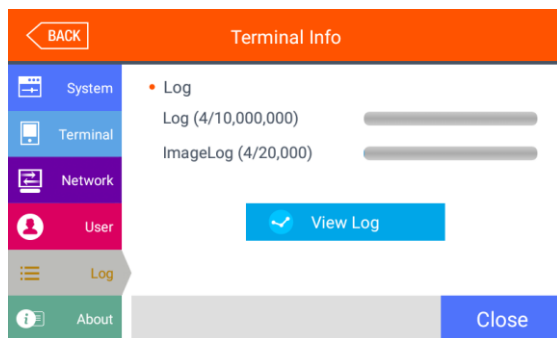 BACK
Terminal Info
System
Terminal
Network
User
Log
About
• Log
Log (4/10,000,000)
ImageLog (4/20,000)
View Log
Close